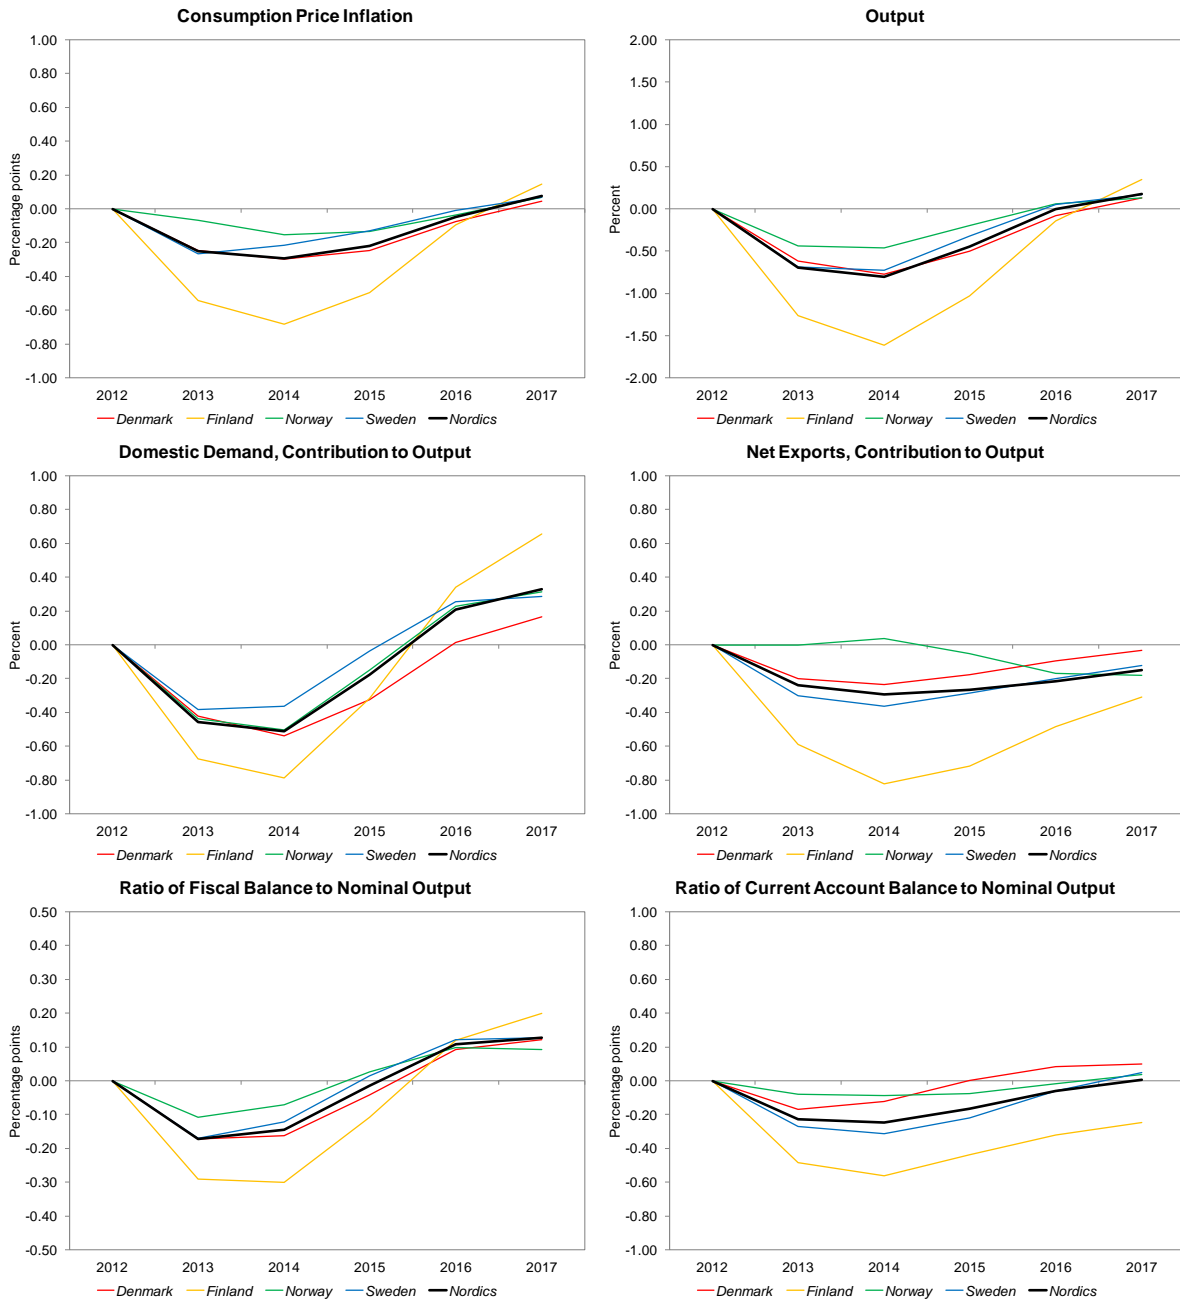 Consumption Price Inflation
Percentage points
1.00
0.80
0.60
0.40
0.20
0.00
-0.20
-0.40
-0.60
-0.80
-1.00
2012 2013 2014 2015 2016 2017
Denmark Finland Norway Sweden Nordics
Output
Percent
2.00
1.50
1.00
0.50
0.00
-0.50
-1.00
-1.50
-2.00
2012 2013 2014 2015 2016 2017
Denmark Finland Norway Sweden Nordics
Domestic Demand, Contribution to Output
Percent
1.00
0.80
0.60
0.40
0.20
0.00
-0.20
-0.40
-0.60
-0.80
-1.00
2012 2013 2014 2015 2016 2017
Denmark Finland Norway Sweden Nordics
Net Exports, Contribution to Output
Percent
1.00
0.80
0.60
0.40
0.20
0.00
-0.20
-0.40
-0.60
-0.80
-1.00
2012 2013 2014 2015 2016 2017
Denmark Finland Norway Sweden Nordics
Ratio of Fiscal Balance to Nominal Output
Percentage points
0.50
0.40
0.30
0.20
0.10
0.00
-0.10
-0.20
-0.30
-0.40
-0.50
2012 2013 2014 2015 2016 2017
Denmark Finland Norway Sweden Nordics
Ratio of Current Account Balance to Nominal Output
Percentage points
1.00
0.80
0.60
0.40
0.20
0.00
-0.20
-0.40
-0.60
-0.80
-1.00
2012 2013 2014 2015 2016 2017
Denmark Finland Norway Sweden Nordics